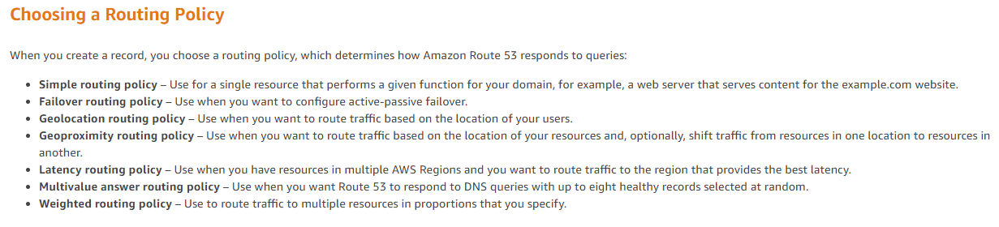 Choosing a Routing Policy
When you create a record, you choose a routing policy, which determines how Amazon Route 53 responds to queries:
• Simple routing policy – Use for a single resource that performs a given function for your domain, for example, a web server that serves content for the example.com website.
• Failover routing policy – Use when you want to configure active-passive failover.
• Geolocation routing policy – Use when you want to route traffic based on the location of your users.
• Geoproximity routing policy – Use when you want to route traffic based on the location of your resources and, optionally, shift traffic from resources in one location to resources in
another.
• Latency routing policy – Use when you have resources in multiple AWS Regions and you want to route traffic to the region that provides the best latency.
• Multivalue answer routing policy – Use when you want Route 53 to respond to DNS queries with up to eight healthy records selected at random.
• Weighted routing policy – Use to route traffic to multiple resources in proportions that you specify.